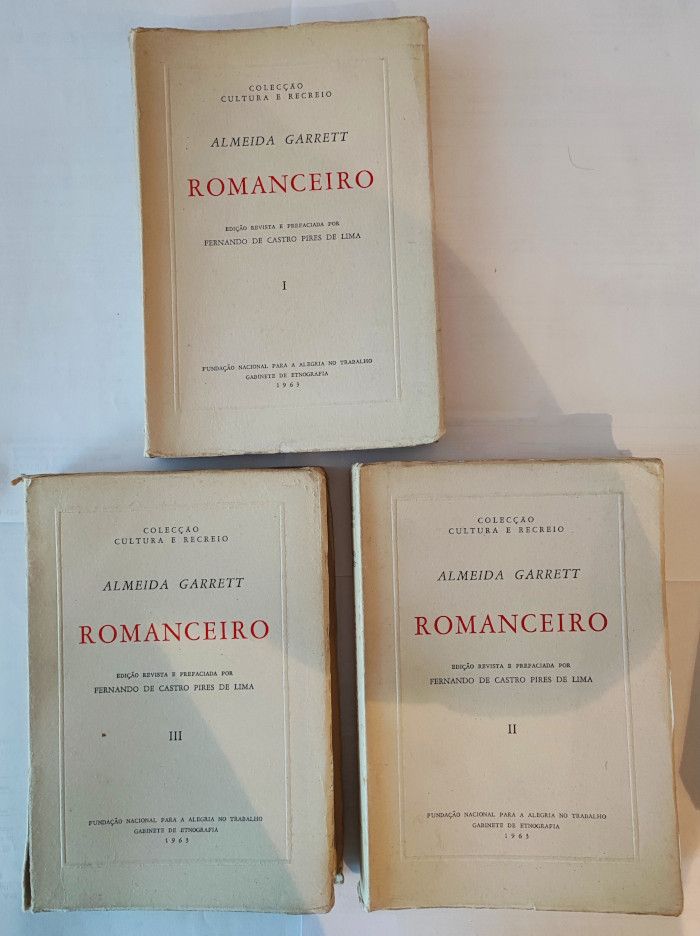 COLECÇÃO
CULTURA E RECREIO
ALMEIDA GARRETT
ROMANCEIRO
EDIÇÃO REVISTA E PREFACIADA POR
FERNANDO DE CASTRO PIRES DE LIMA
I
FUNDAÇÃO NACIONAL PARA A ALEGRIA NO TRABALHO
GABINETE DE ETNOGRAFIA
1963
COLECÇÃO
CULTURA E RECREIO
ALMEIDA GARRETT
ROMANCEIRO
EDIÇÃO REVISTA E PREFACIADA POR
FERNANDO DE CASTRO PIRES DE LIMA
III
FUNDAÇÃO NACIONAL PARA A ALEGRIA NO TRABALHO
GABINETE DE ETNOGRAFIA
1963
COLECÇÃO
CULTURA E RECREIO
ALMEIDA GARRETT
ROMANCEIRO
EDIÇÃO REVISTA E PREFACIADA POR
FERNANDO DE CASTRO PIRES DE LIMA
II
FUNDAÇÃO NACIONAL PARA A ALEGRIA NO TRABALHO
GABINETE DE ETNOGRAFIA
1963